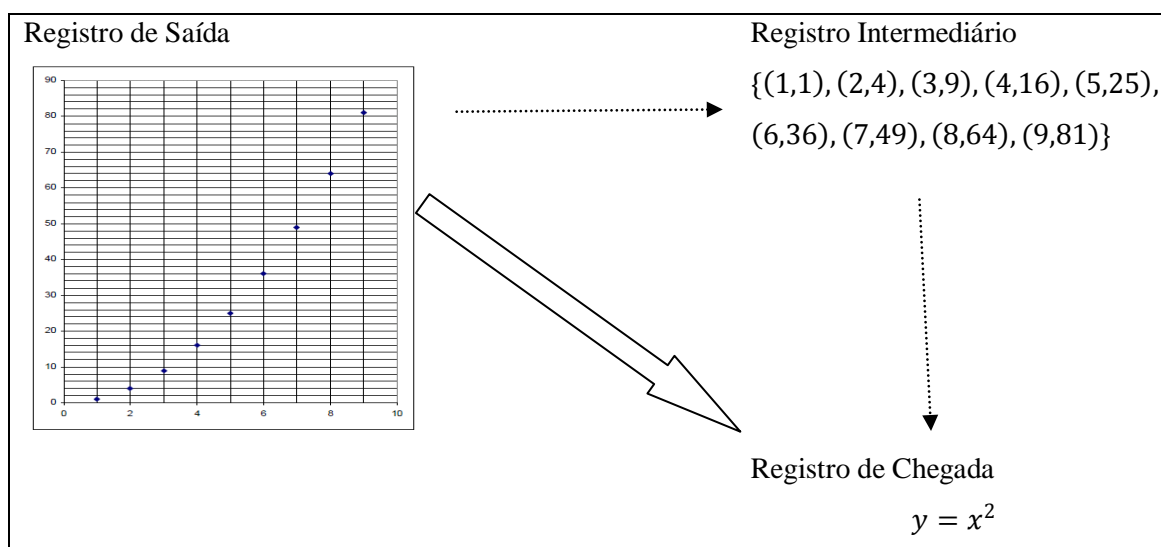 Registro de Saída
90
80
70
60
50
40
30
20
10
0
0 2 4 6 8 10
Registro Intermediário
{(1,1), (2,4), (3,9), (4,16), (5,25),
(6,36), (7,49), (8,64), (9,81)}
Registro de Chegada
𝑦 = 𝑥²